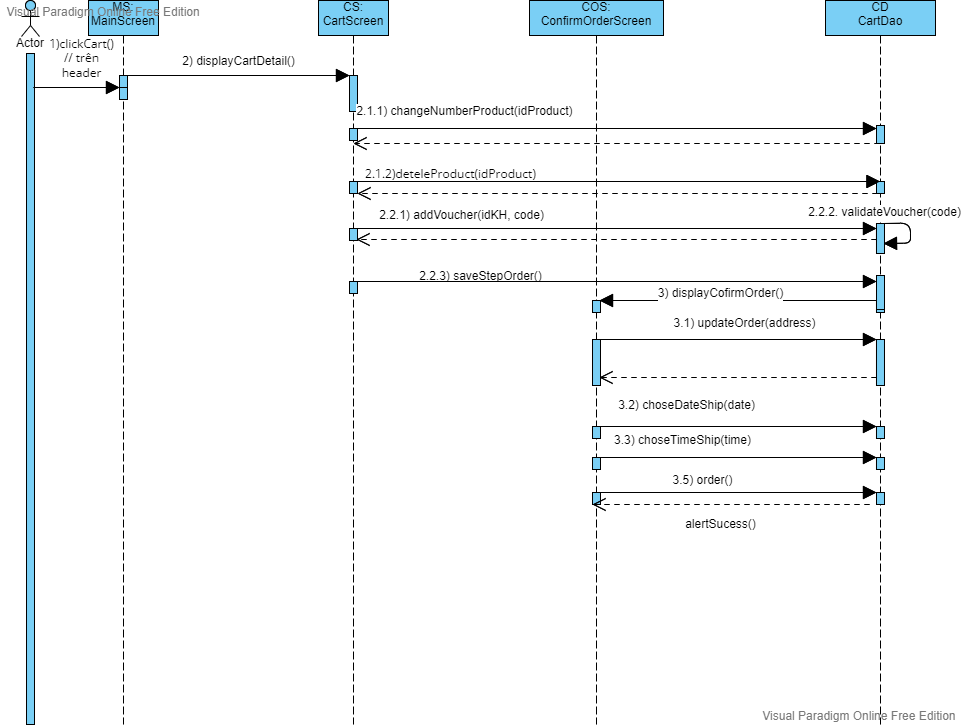 Visual Paradigm Online Free Edition
MS:
MainScreen
CS:
CartScreen
COS:
ConfirmOrderScreen
CD
CartDao
Actor
1)clickCart()
// trên
header
2) displayCartDetail()
2.1.1) changeNumberProduct(idProduct)
2.1.2)deteleProduct(idProduct)
2.2.1) addVoucher(idKH, code)
2.2.2. validateVoucher(code)
2.2.3) saveStepOrder()
3) displayCofirmOrder()
3.1) updateOrder(address)
3.2) choseDateShip(date)
3.3) choseTimeShip(time)
3.5) order()
alertSucess()
Visual Paradigm Online Free Edition